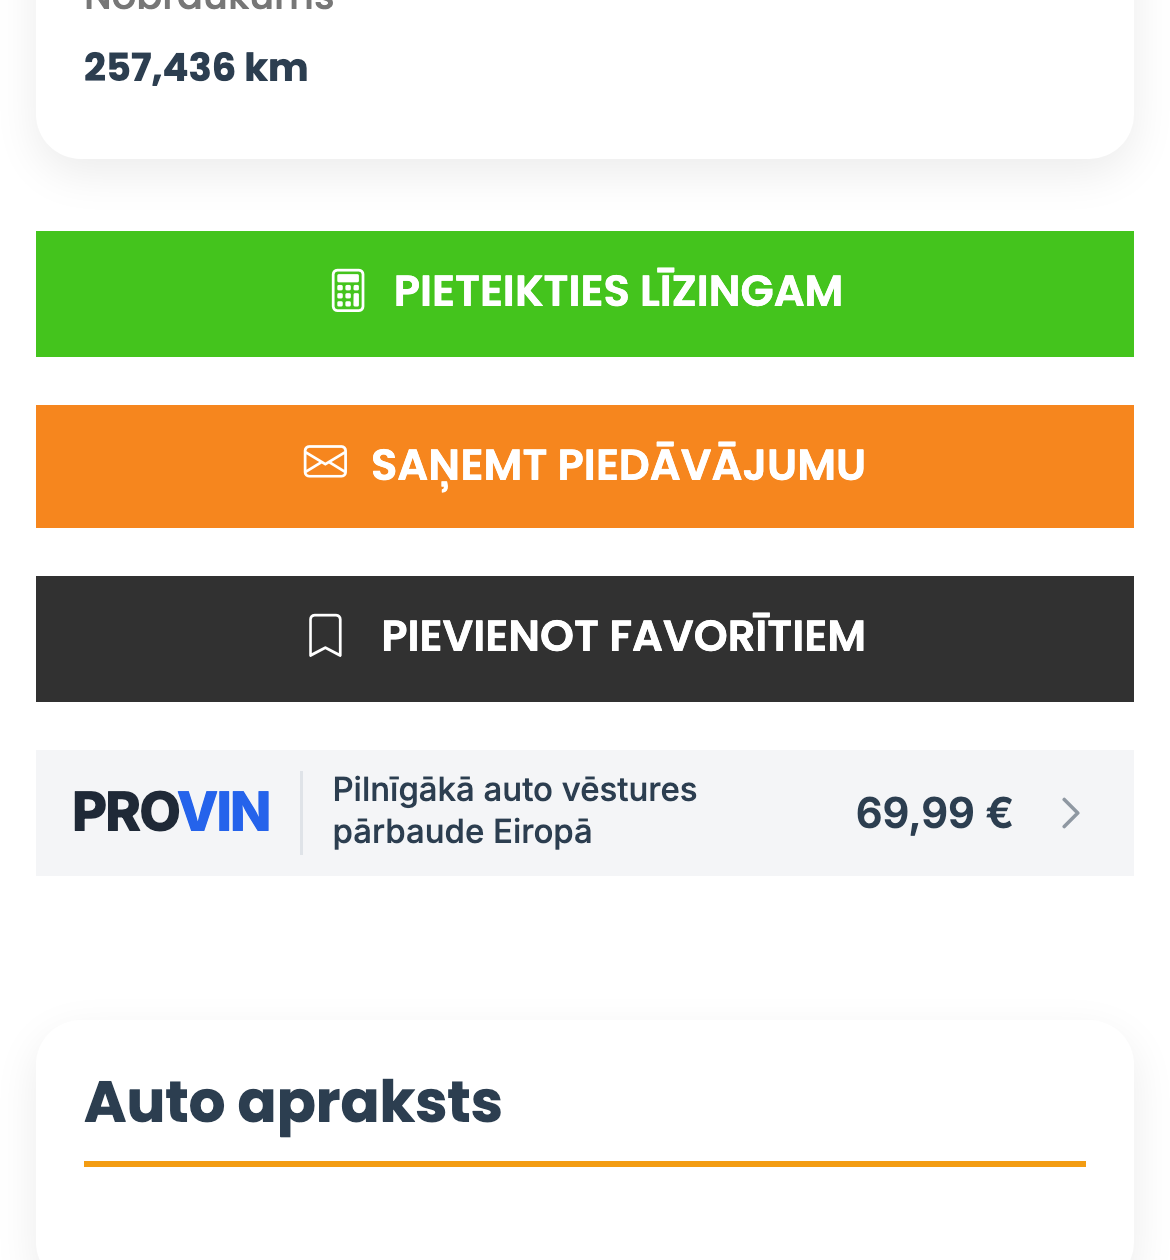 Nobraukums
257,436 km
PIETEIKTIES LĪZINGAM
SAŅEMT PIEDĀVĀJUMU
PIEVIENOT FAVORĪTIEM
PROVIN
Pilnīgākā auto vēstures
pārbaude Eiropā
69,99 €
Auto apraksts